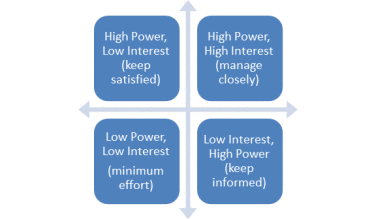 High Power,
Low Interest
(keep
satisfied)
High Power,
High Interest
(manage
closely)
Low Power,
Low Interest
(minimum
effort)
Low Interest,
High Power
(keep
informed)